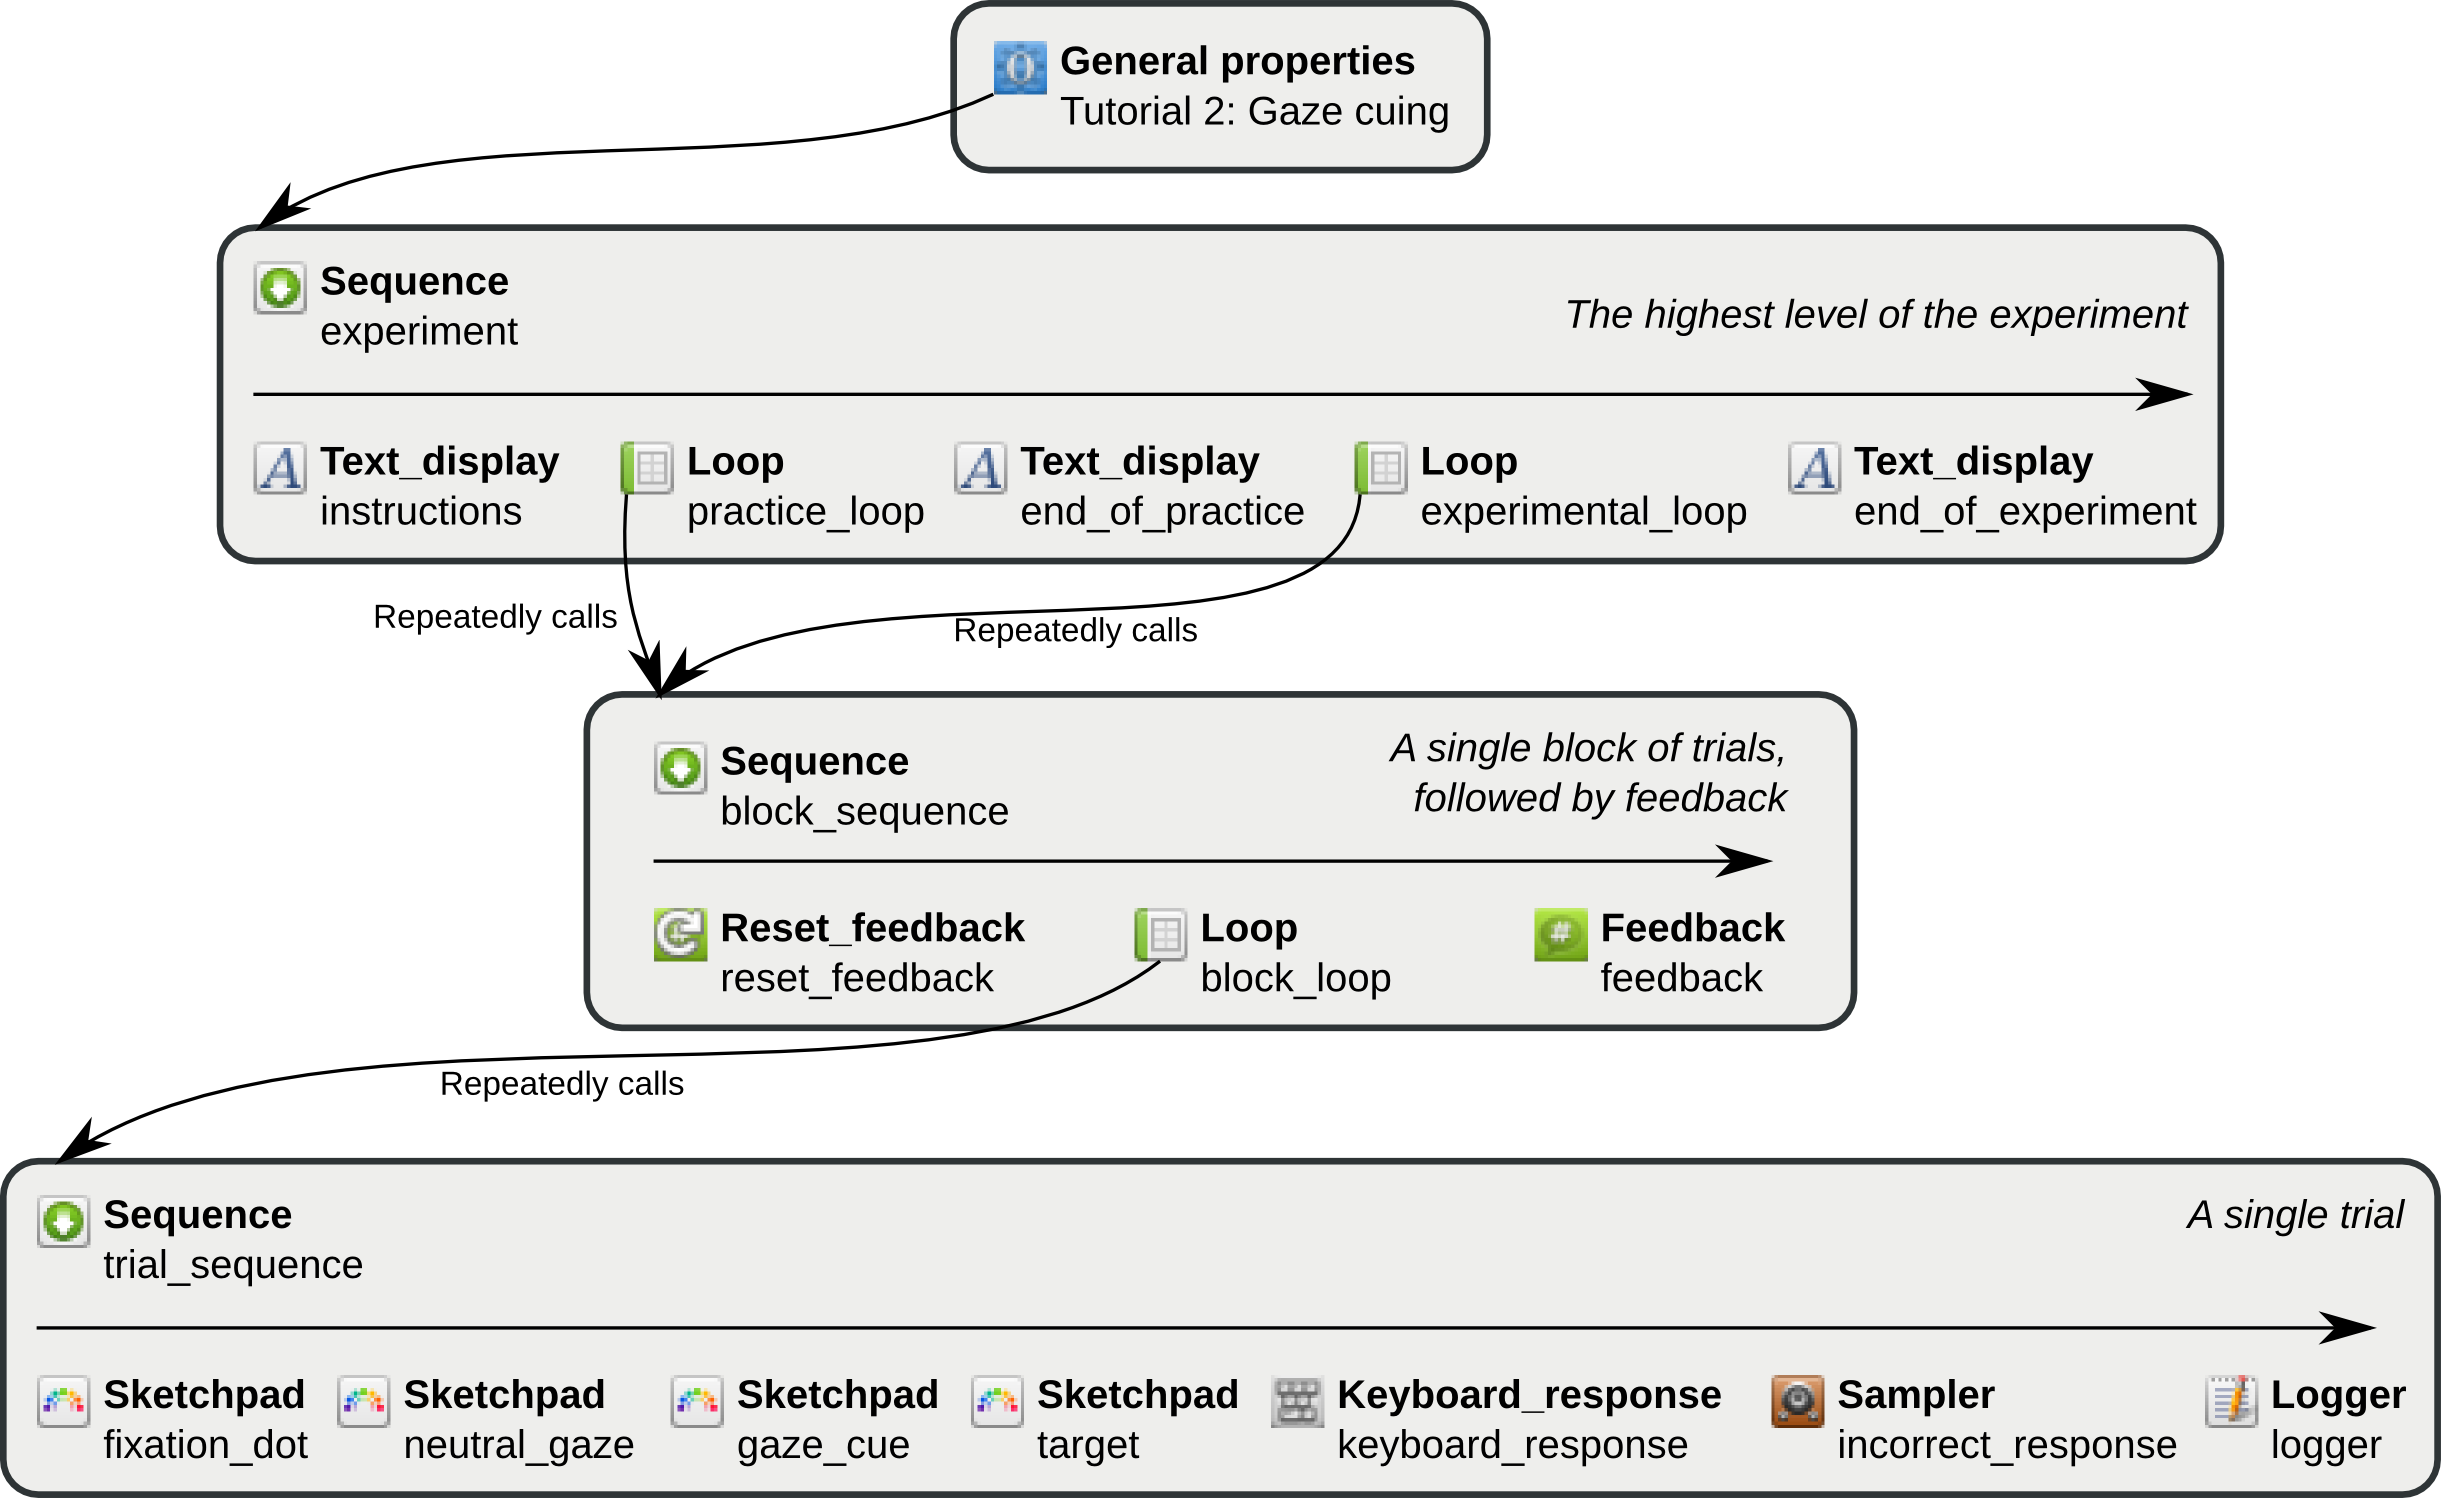 General properties
Tutorial 2: Gaze cuing
Sequence
experiment
The highest level of the experiment
Text_display
instructions
Loop
practice_loop
Text_display
end_of_practice
Loop
experimental_loop
Text_display
end_of_experiment
Repeatedly calls
Repeatedly calls
Sequence
block_sequence
A single block of trials,
followed by feedback
Reset_feedback
reset_feedback
Loop
block_loop
Feedback
feedback
Repeatedly calls
Sequence
trial_sequence
A single trial
Sketchpad
fixation_dot
Sketchpad
neutral_gaze
Sketchpad
gaze_cue
Sketchpad
target
Keyboard_response
keyboard_response
Sampler
incorrect_response
Logger
logger